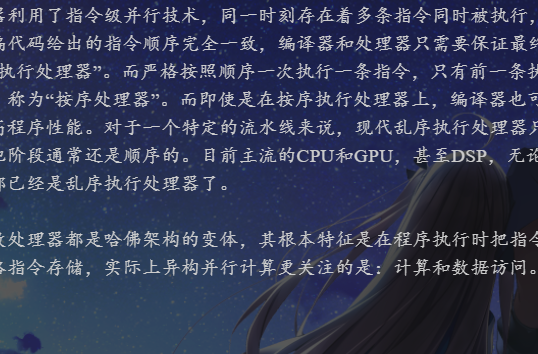 器利用了指令级并行技术，同一时刻存在着多条指令同时被执行，
代码给出的指令顺序完全一致，编译器和处理器只需要保证最终
执行处理器”。而严格按照顺序一次执行一条指令，只有前一条执
，称为“按序处理器”。而即使是在按序执行处理器上，编译器也可
程序性能。对于一个特定的流水线来说，现代乱序执行处理器只
阶段通常还是顺序的。目前主流的CPU和GPU，甚至DSP，无论
都已经是乱序执行处理器了。
处理器都是哈佛架构的变体，其根本特征是在程序执行时把指令
指令存储，实际上异构并行计算更关注的是：计算和数据访问。